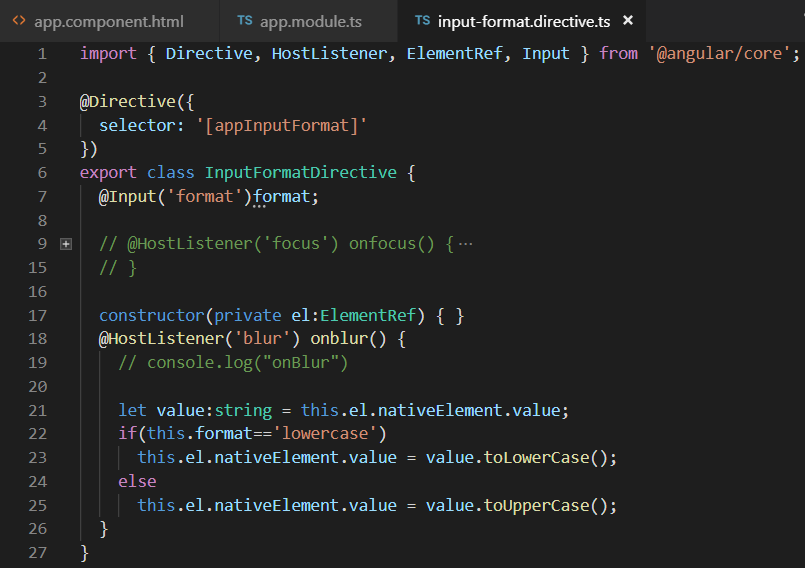 <> app.component.html TS app.module.ts TS input-format.directive.ts ×
1 import { Directive, HostListener, ElementRef, Input } from '@angular/core';
2
3 @Directive({
4 selector: '[appInputFormat]'
5 })
6 export class InputFormatDirective {
7 @Input('format')format;
8
9 // @HostListener('focus') onfocus() {···
15 // }
16
17 constructor(private el:ElementRef) { }
18 @HostListener('blur') onblur() {
19 // console.log("onBlur")
20
21 let value:string = this.el.nativeElement.value;
22 if(this.format=='lowercase')
23 this.el.nativeElement.value = value.toLowerCase();
24 else
25 this.el.nativeElement.value = value.toUpperCase();
26 }
27 }